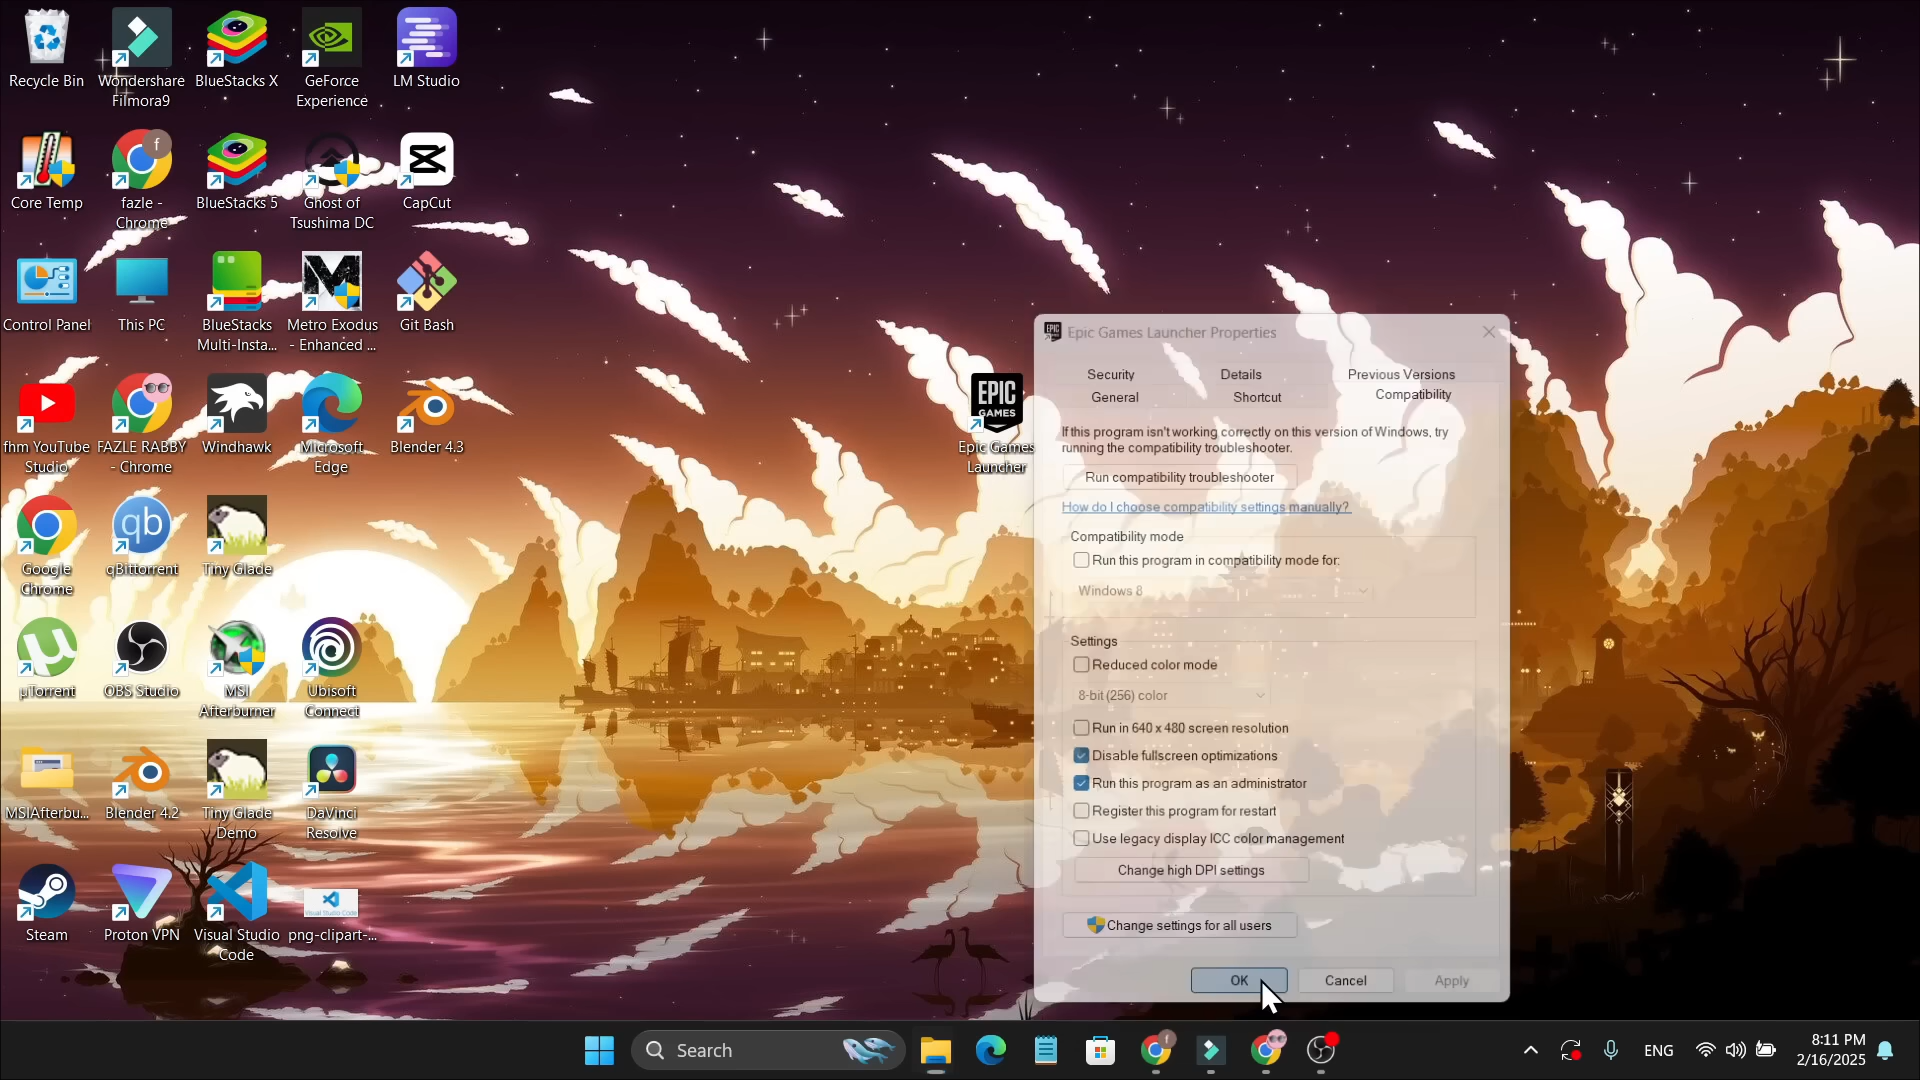 Recycle Bin
Wondershare
Filmora9
BlueStacks X
GeForce
Experience
LM Studio
Core Temp
f
fazle -
Chrome
BlueStacks 5
Ghost of
Tsushima DC
CapCut
Control Panel
This PC
BlueStacks
Multi-Insta...
Metro Exodus
- Enhanced ...
Git Bash
fhm YouTube
Studio
FAZLE RABBY
- Chrome
Windhawk
Microsoft
Edge
Blender 4.3
EPIC
GAMES
Epic Games
Launcher
Google
Chrome
qb
qBittorrent
Tiny Glade
µTorrent
OBS Studio
MSI
Afterburner
Ubisoft
Connect
MSIAfterbu...
Blender 4.2
Tiny Glade
Demo
DaVinci
Resolve
Steam
Proton VPN
Visual Studio
Code
Visual Studio Code
png-clipart-...
Epic Games Launcher Properties
Security
Details
Previous Versions
General
Shortcut
Compatibility
If this program isn't working correctly on this version of Windows, try
running the compatibility troubleshooter.
Run compatibility troubleshooter
How do I choose compatibility settings manually?
Compatibility mode
Run this program in compatibility mode for:
Windows 8
Settings
Reduced color mode
8-bit (256) color
Run in 640 x 480 screen resolution
Disable fullscreen optimizations
Run this program as an administrator
Register this program for restart
Use legacy display ICC color management
Change high DPI settings
Change settings for all users
OK
Cancel
Apply
Search
f
ENG
8:11 PM
2/16/2025